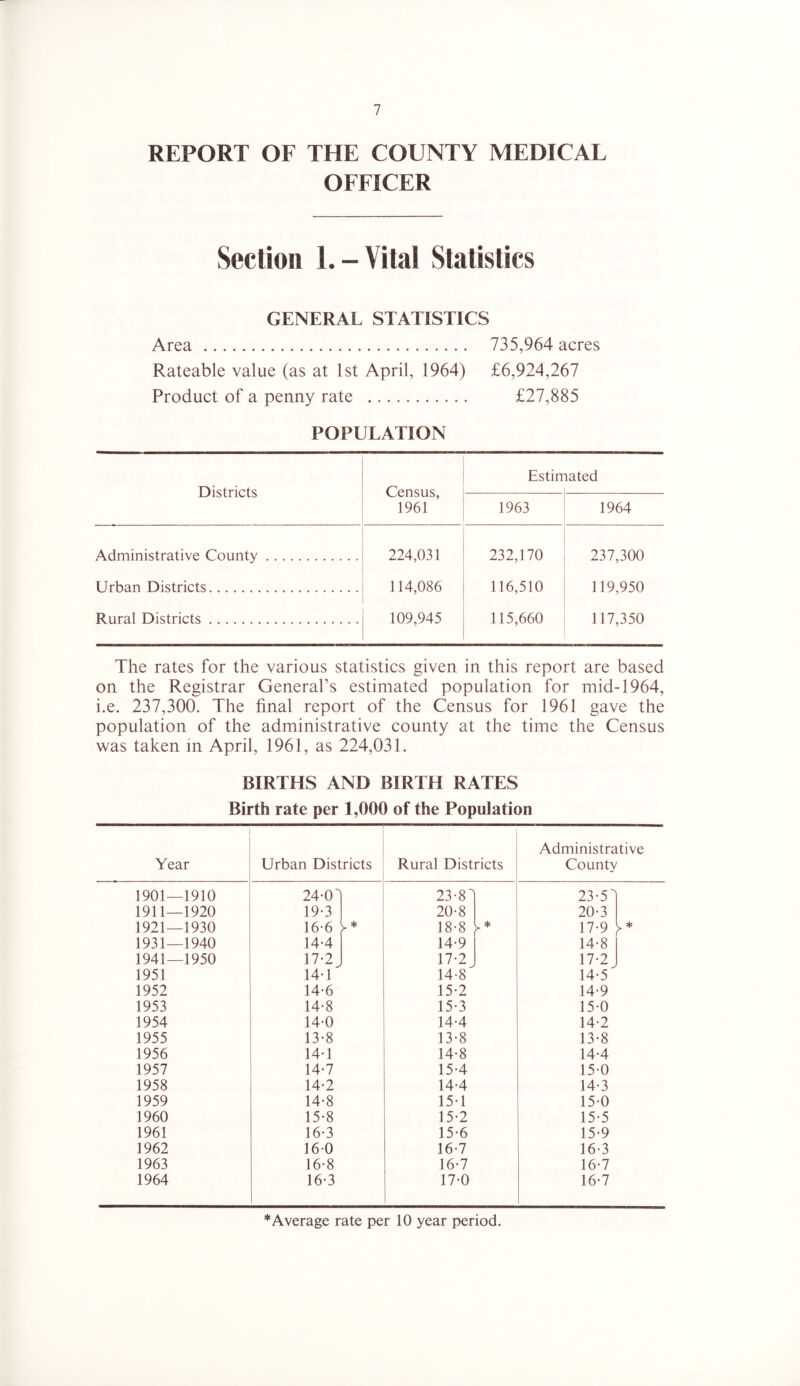 7
REPORT OF THE COUNTY MEDICAL
OFFICER
Section 1. – Vital Statistics
GENERAL STATISTICS
Area ............................ 735,964 acres
Rateable value (as at 1st April, 1964) £6,924,267
Product of a penny rate ........... £27,885
POPULATION
Districts Census, 1961 Estimated
1963 1964
Administrative County ............ 224,031 232,170 237,300
Urban Districts................... 114,086 116,510 119,950
Rural Districts ................... 109,945 115,660 117,350
The rates for the various statistics given in this report are based
on the Registrar General's estimated population for mid-1964,
i.e. 237,300. The final report of the Census for 1961 gave the
population of the administrative county at the time the Census
was taken in April, 1961, as 224,031.
BIRTHS AND BIRTH RATES
Birth rate per 1,000 of the Population
Year Urban Districts Rural Districts Administrative County
1901—1910 24·0 23·8 23·5
1911—1920 19·3 20·8 20·3
1921—1930 16·6 * 18·8 * 17·9 *
1931—1940 14·4 14·9 14·8
1941—1950 17·2 17·2 17·2
1951 14·1 14·8 14·5
1952 14·6 15·2 14·9
1953 14·8 15·3 15·0
1954 14·0 14·4 14·2
1955 13·8 13·8 13·8
1956 14·1 14·8 14·4
1957 14·7 15·4 15·0
1958 14·2 14·4 14·3
1959 14·8 15·1 15·0
1960 15·8 15·2 15·5
1961 16·3 15·6 15·9
1962 16·0 16·7 16·3
1963 16·8 16·7 16·7
1964 16·3 17·0 16·7
*Average rate per 10 year period.